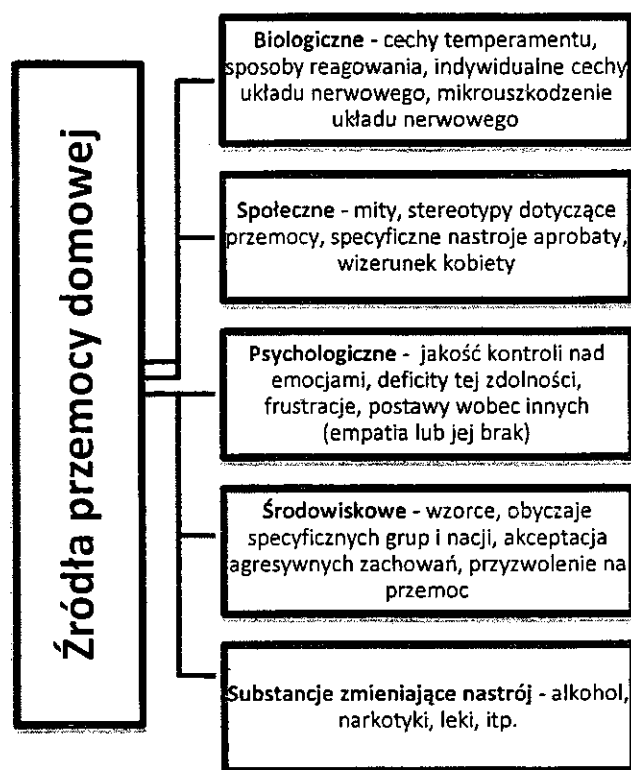 Źródła przemocy domowej
Biologiczne - cechy temperamentu,
sposoby reagowania, indywidualne cechy
układu nerwowego, mikrouszkodzenie
układu nerwowego
Społeczne - mity, stereotypy dotyczące
przemocy, specyficzne nastroje aprobaty,
wizerunek kobiety
Psychologiczne - jakość kontroli nad
emocjami, deficity tej zdolności,
frustracje, postawy wobec innych
(empatia lub jej brak)
Środowiskowe - wzorce, obyczaje
specyficznych grup i nacji, akceptacja
agresywnych zachowań, przyzwolenie na
przemoc
Substancje zmieniające nastrój - alkohol,
narkotyki, leki, itp.